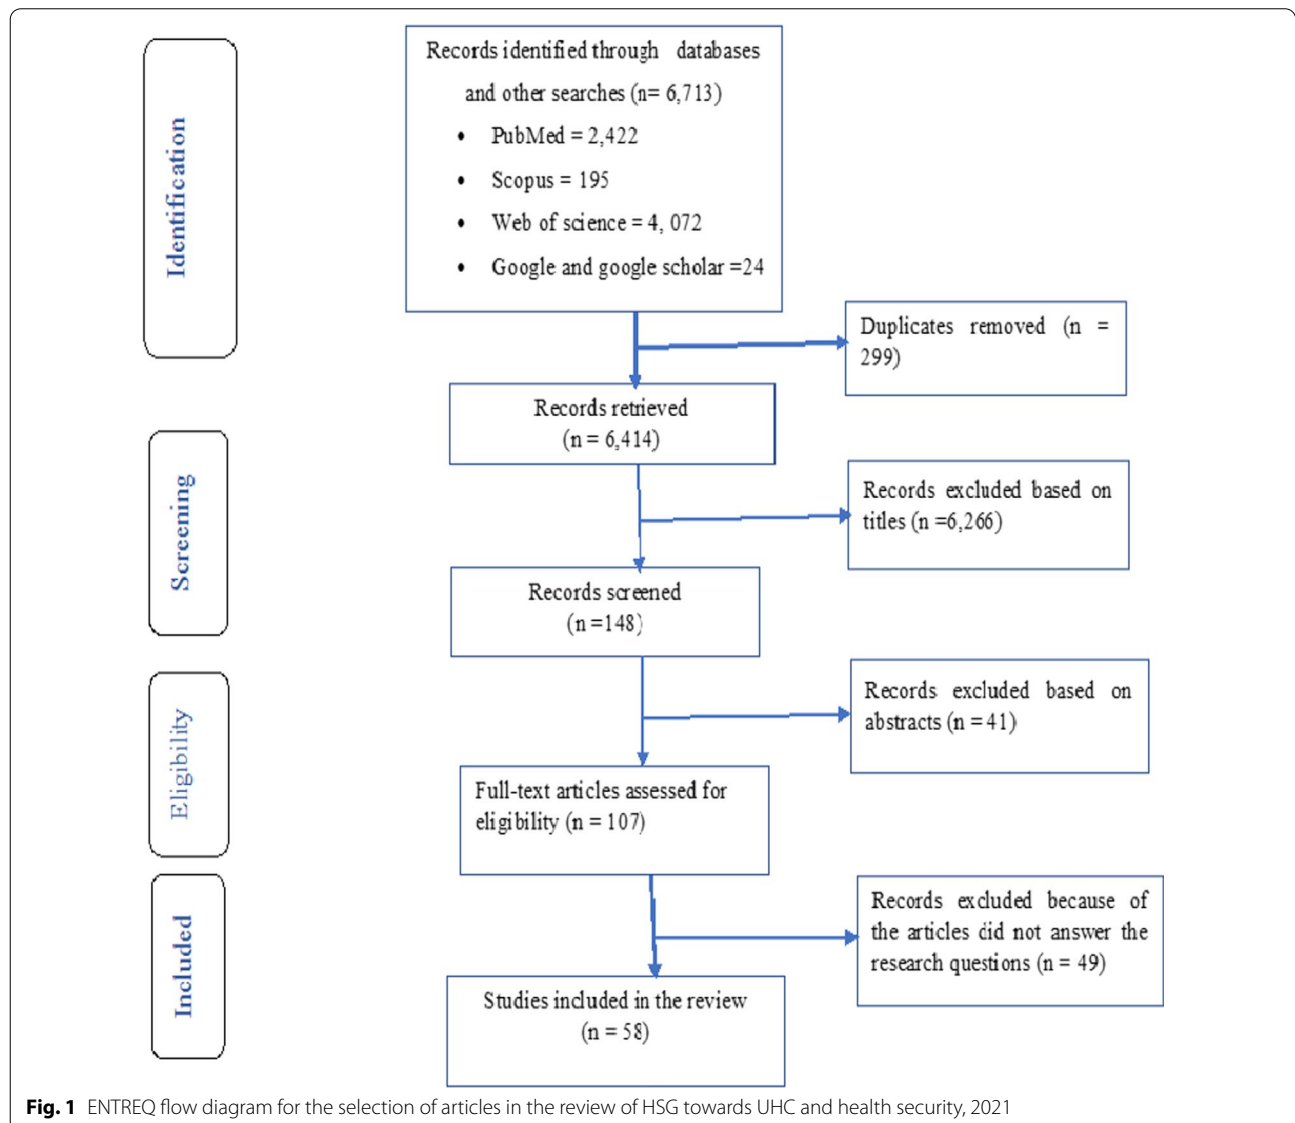 Identification
Records identified through databases
and other searches (n= 6,713)
• PubMed = 2,422
• Scopus = 195
• Web of science = 4, 072
• Google and google scholar =24
Duplicates removed (n =
299)
Records retrieved
(n = 6,414)
Screening
Records excluded based on
titles (n =6,266)
Records screened
(n =148)
Eligibility
Records excluded based on
abstracts (n = 41)
Full-text articles assessed for
eligibility (n = 107)
Included
Records excluded because of
the articles did not answer the
research questions (n = 49)
Studies included in the review
(n = 58)
Fig. 1 ENTREQ flow diagram for the selection of articles in the review of HSG towards UHC and health security, 2021